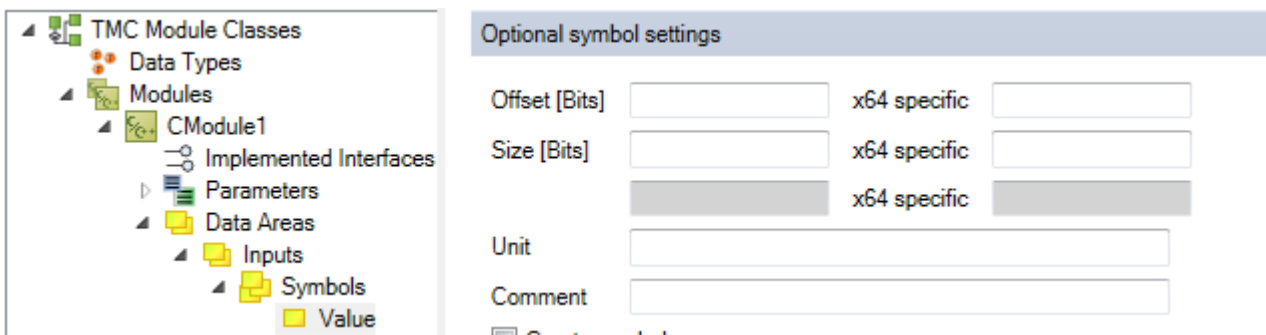 TMC Module Classes
Data Types
Modules
CModule1
Implemented Interfaces
Parameters
Data Areas
Inputs
Symbols
Value
Optional symbol settings
Offset [Bits] x64 specific
Size [Bits] x64 specific
x64 specific
Unit
Comment